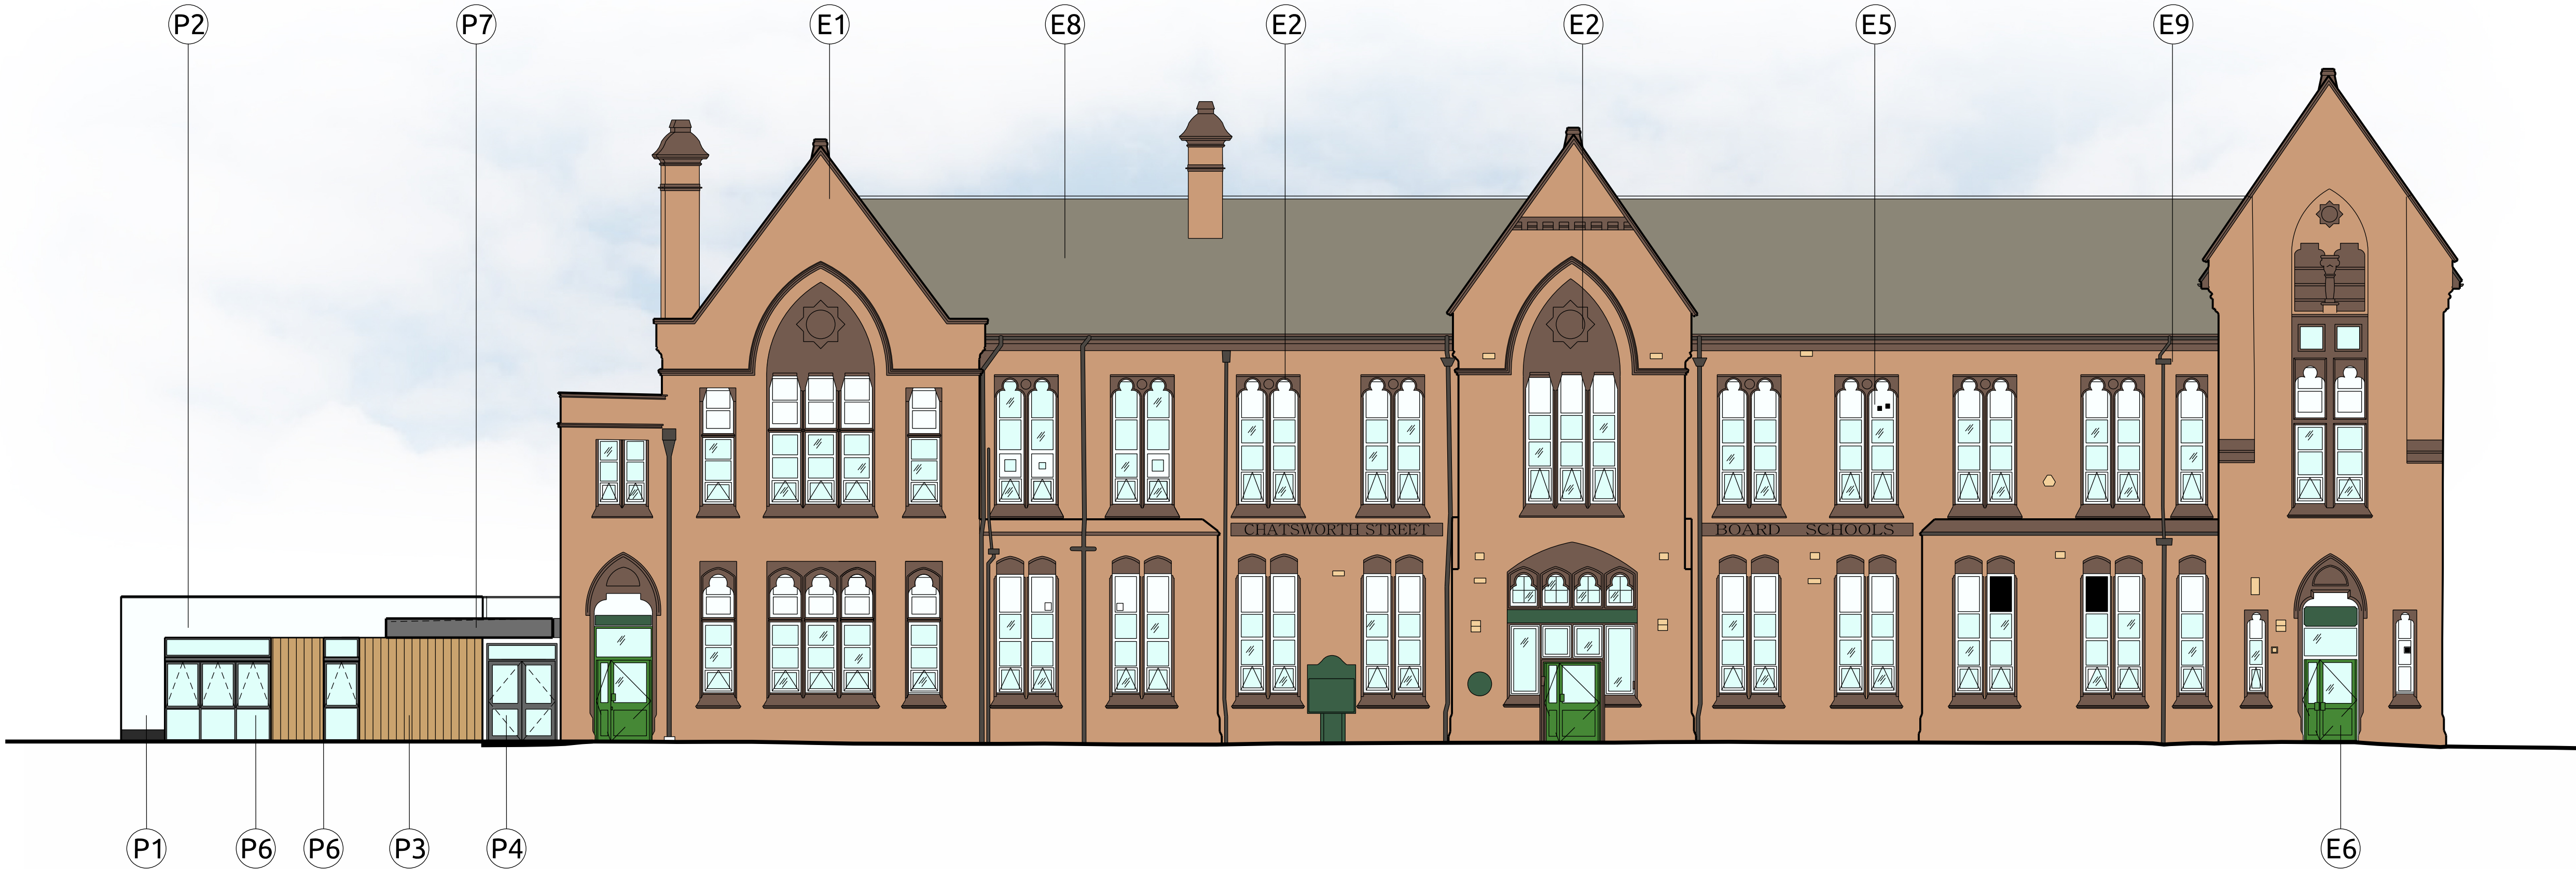 P2 P7 E1 E8 E2 E2 E5 E9
CHATSWORTH STREET BOARD SCHOOLS
P1 P6 P6 P3 P4 E6